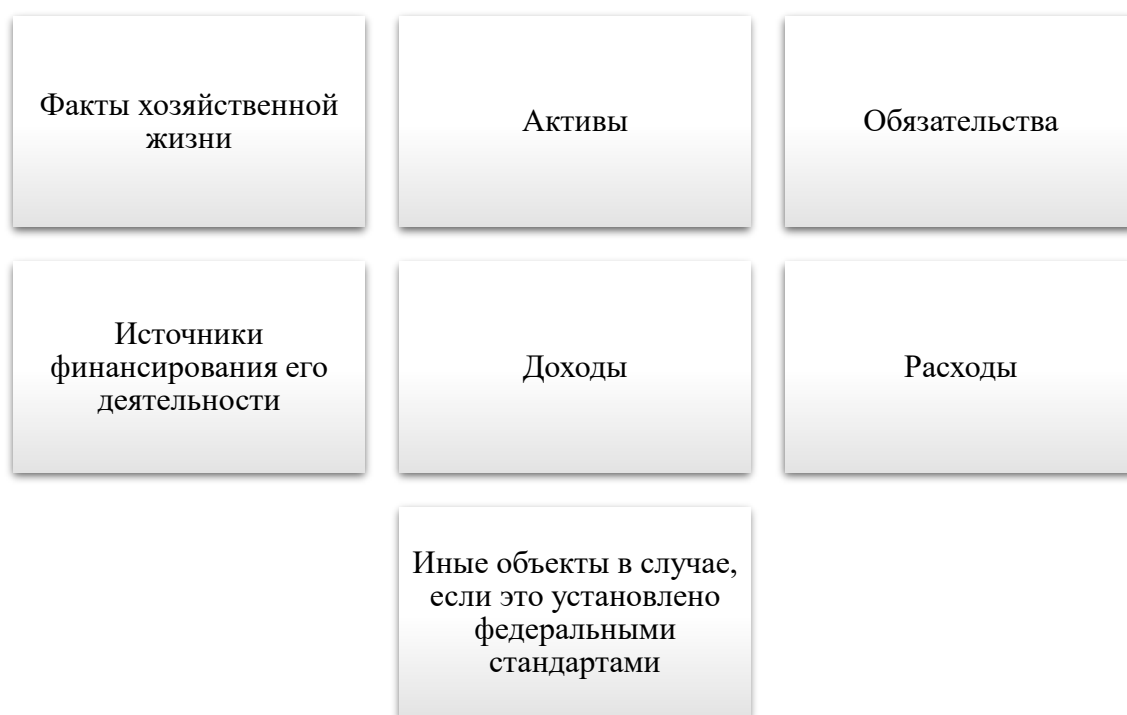 Факты хозяйственной
жизни
Активы
Обязательства
Источники
финансирования его
деятельности
Доходы
Расходы
Иные объекты в случае,
если это установлено
федеральными
стандартами